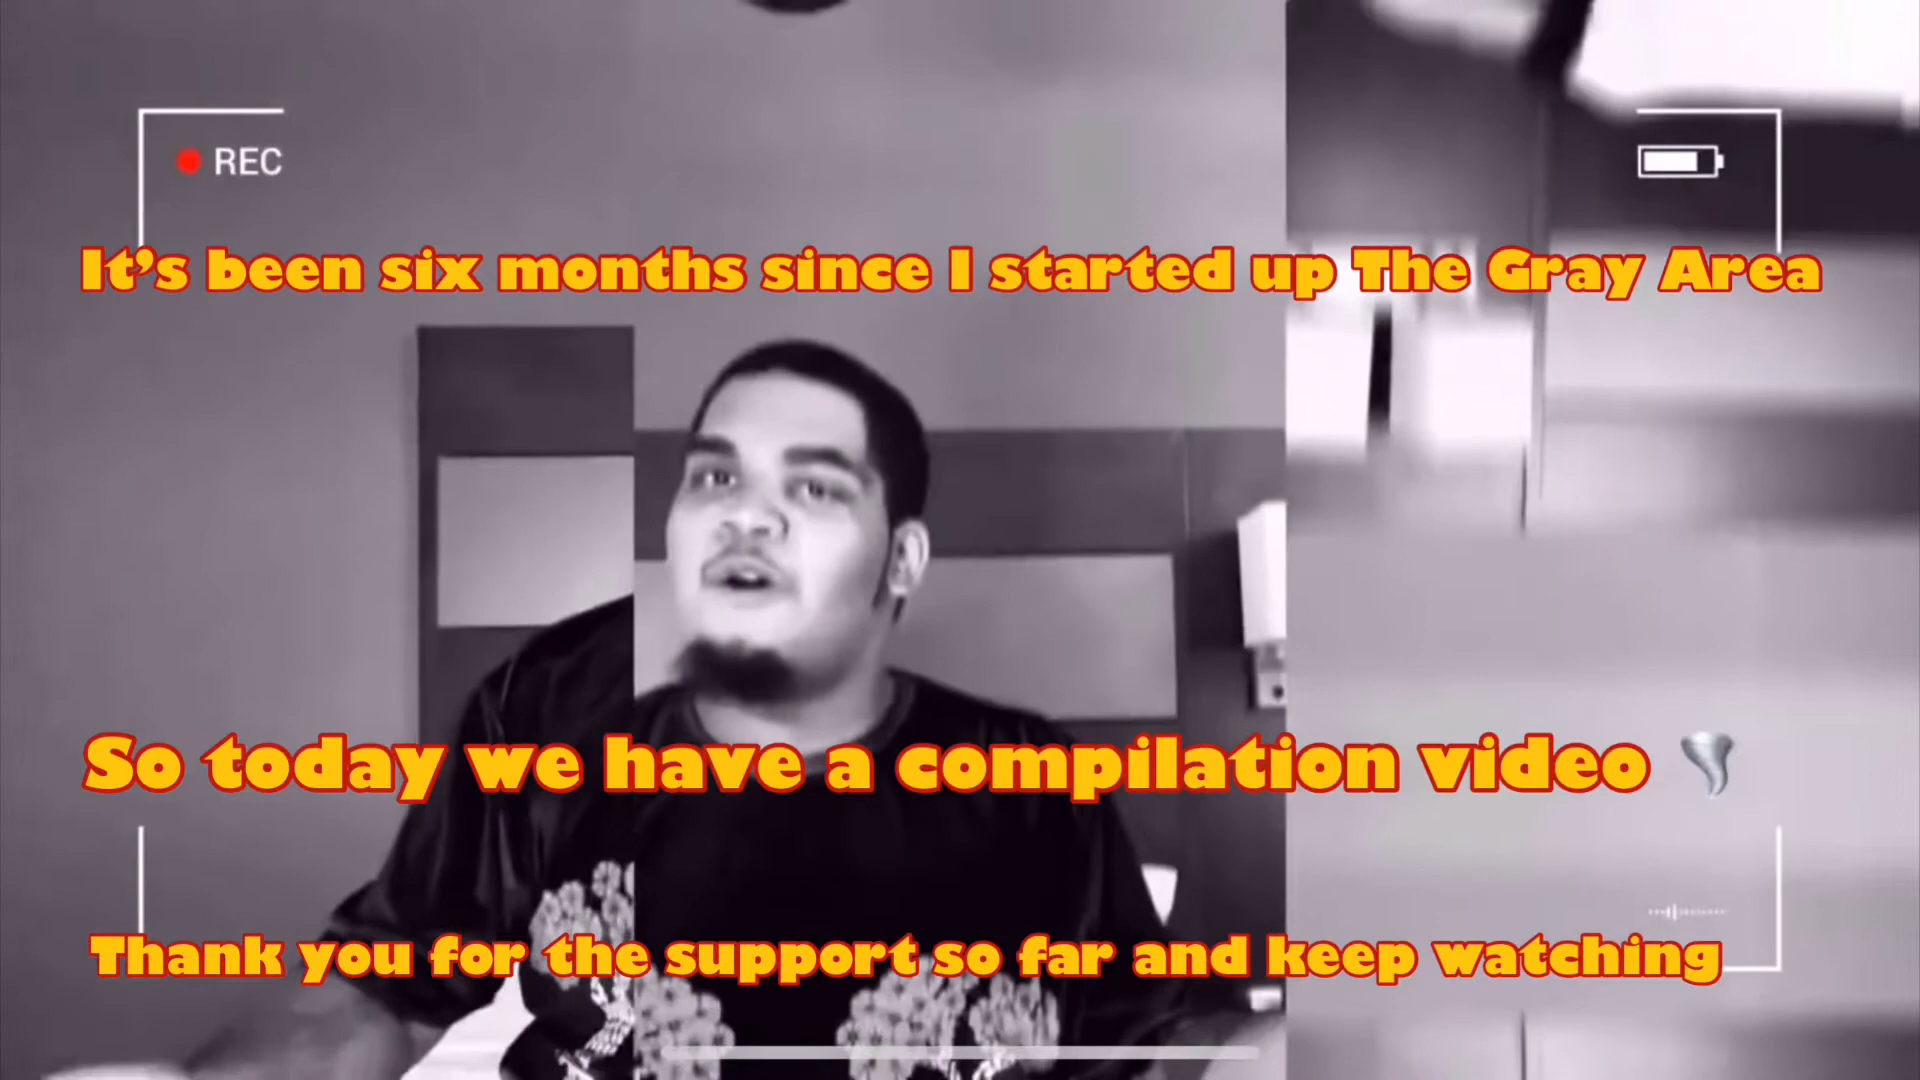 REC
It's been six months since I started up The Gray Area
So today we have a compilation video 🌪️
Thank you for the support so far and keep watching